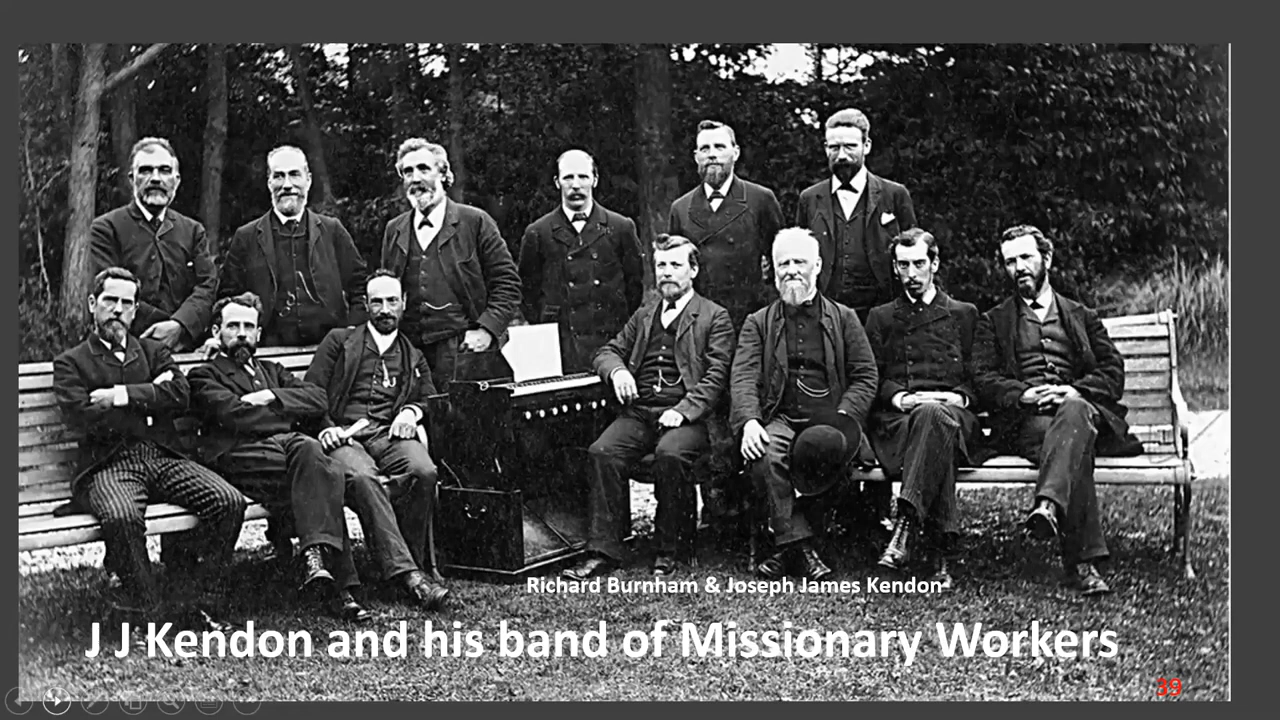 Richard Burnham & Joseph James Kendon
J J Kendon and his band of Missionary Workers
39